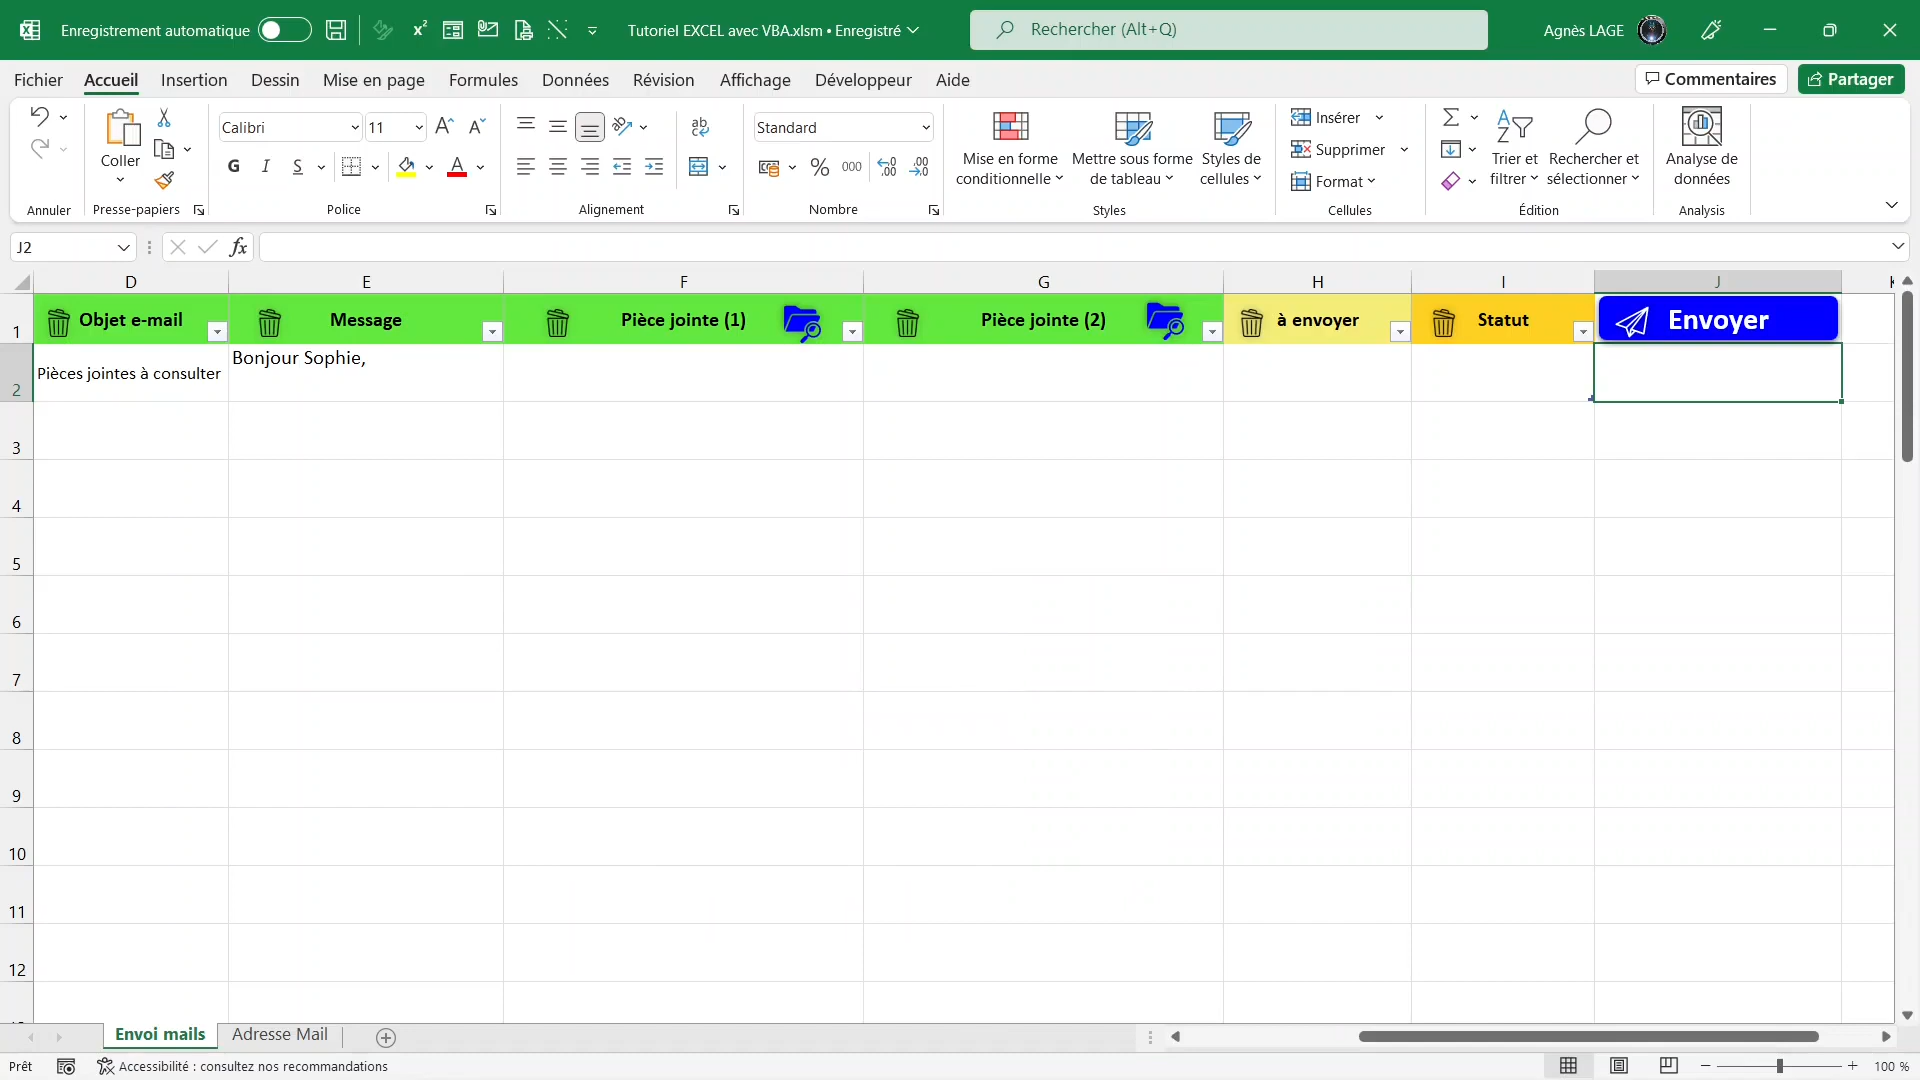 Enregistrement automatique
Tutoriel EXCEL avec VBA.xlsm • Enregistré
Rechercher (Alt+Q)
Agnès LAGE
Fichier Accueil Insertion Dessin Mise en page Formules Données Révision Affichage Développeur Aide
Commentaires
Partager
Coller
Calibri 11
G I S
ab
Standard
% 000
Mise en forme
conditionnelle
Mettre sous forme
de tableau
Styles de
cellules
Insérer
Supprimer
Format
Trier et
filtrer
Rechercher et
sélectionner
Analyse de
données
Annuler Presse-papiers Police Alignement Nombre Styles Cellules Édition Analysis
J2
fx
D E F G H I J
1 Objet e-mail Message Pièce jointe (1) Pièce jointe (2) à envoyer Statut Envoyer
2 Pièces jointes à consulter Bonjour Sophie,
3
4
5
6
7
8
9
10
11
12
Envoi mails Adresse Mail
Prêt Accessibilité : consultez nos recommandations 100 %